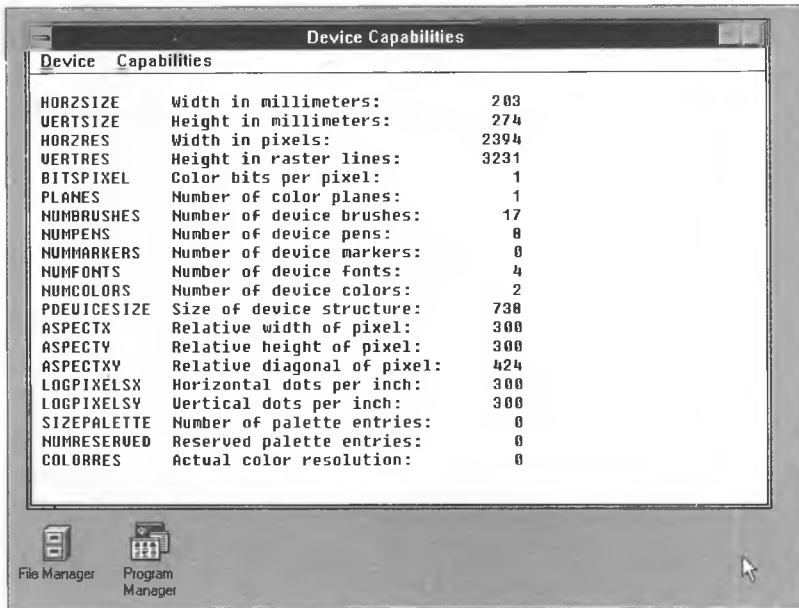 Device Capabilities
Device Capabilities
HORZSIZE Width in millimeters: 203
VERTSIZE Height in millimeters: 274
HORZRES Width in pixels: 2394
VERTRES Height in raster lines: 3231
BITSPIXEL Color bits per pixel: 1
PLANES Number of color planes: 1
NUMBRUSHES Number of device brushes: 17
NUMPENS Number of device pens: 8
NUMMARKERS Number of device markers: 0
NUMFONTS Number of device fonts: 4
NUMCOLORS Number of device colors: 2
PDEVICESIZE Size of device structure: 738
ASPECTX Relative width of pixel: 300
ASPECTY Relative height of pixel: 300
ASPECTXY Relative diagonal of pixel: 424
LOGPIXELSX Horizontal dots per inch: 300
LOGPIXELSY Vertical dots per inch: 300
SIZEPALETTE Number of palette entries: 0
NUMRESERVED Reserved palette entries: 0
COLORRES Actual color resolution: 0
File Manager
Program Manager